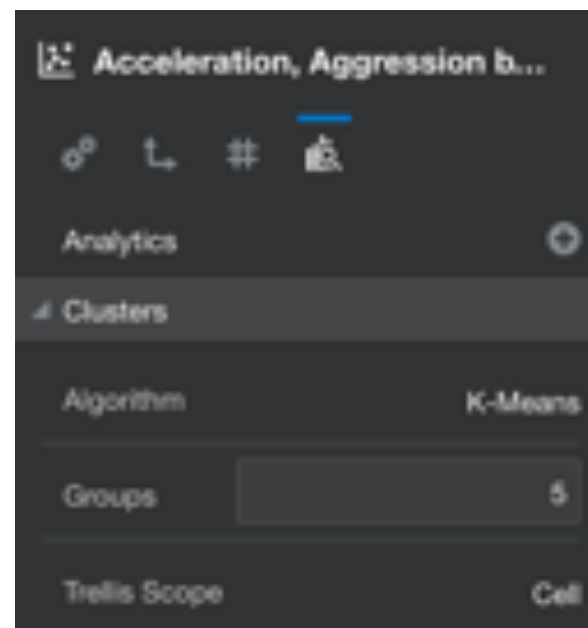 Acceleration, Aggression b...
Analytics
Clusters
Algorithm K-Means
Groups 5
Trellis Scope Cell